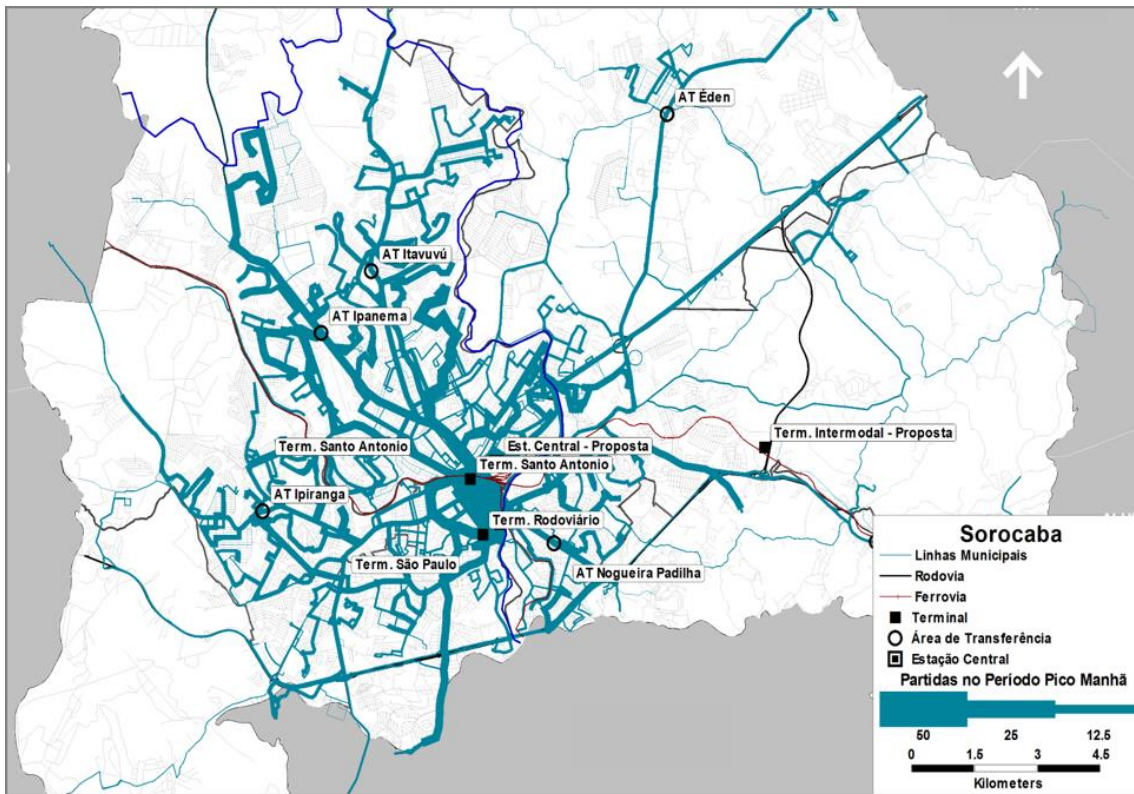 AT Éden
AT Itavuvú
AT Ipanema
Term. Santo Antonio
Est. Central - Proposta
Term. Intermodal - Proposta
Term. Santo Antonio
AT Ipiranga
Term. Rodoviário
Term. São Paulo
AT Nogueira Padilha
Sorocaba
Linhas Municipais
Rodovia
Ferrovia
Terminal
Área de Transferência
Estação Central
Partidas no Período Pico Manhã
50 25 12.5
0 1.5 3 4.5
Kilometers